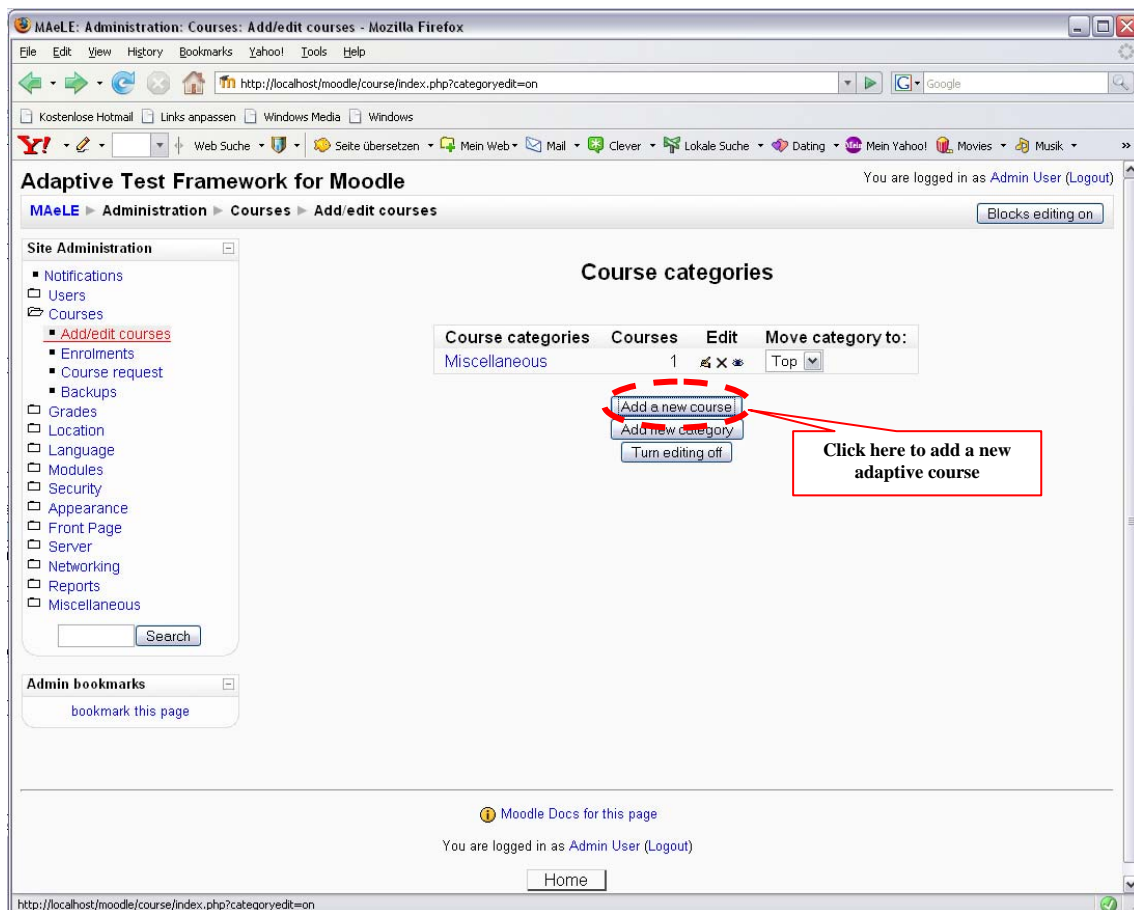 MAeLE: Administration: Courses: Add/edit courses - Mozilla Firefox
File Edit View History Bookmarks Yahoo! Tools Help
http://localhost/moodle/course/index.php?categoryedit=on
G Google
Kostenlose Hotmail Links anpassen Windows Media Windows
Y! Web Suche Seite übersetzen Mein Web Mail Clever Lokale Suche Dating Mein Yahoo! Movies Musik »
Adaptive Test Framework for Moodle
You are logged in as Admin User (Logout)
MAeLE ► Administration ► Courses ► Add/edit courses
Blocks editing on
Site Administration
Notifications
Users
Courses
Add/edit courses
Enrolments
Course request
Backups
Grades
Location
Language
Modules
Security
Appearance
Front Page
Server
Networking
Reports
Miscellaneous
Search
Admin bookmarks
bookmark this page
Course categories
Course categories Courses Edit Move category to:
Miscellaneous 1 Top
Add a new course
Add new category
Turn editing off
Click here to add a new
adaptive course
Moodle Docs for this page
You are logged in as Admin User (Logout)
Home
http://localhost/moodle/course/index.php?categoryedit=on